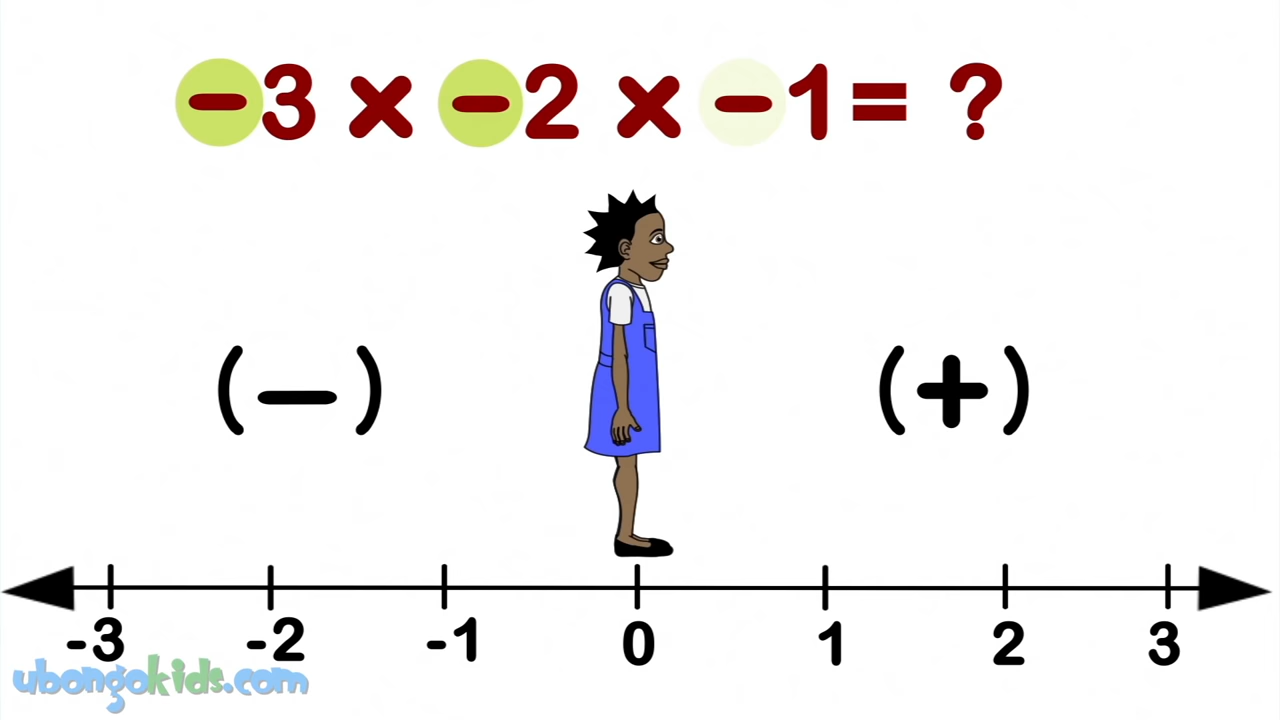 -3 × -2 × -1 = ?
(-) (+)
-3 -2 -1 0 1 2 3
ubongokids.com